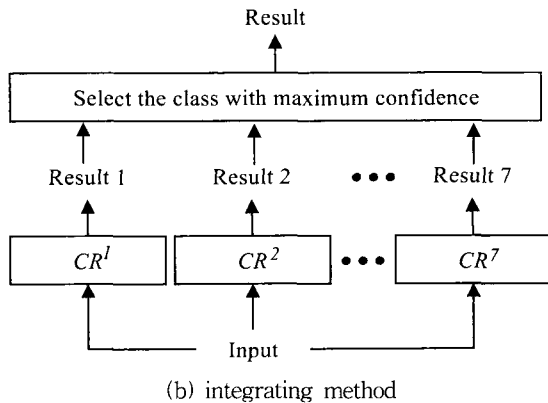 Result
Select the class with maximum confidence
Result 1 Result 2 ••• Result 7
CR¹ CR² ••• CR⁷
Input
(b) integrating method